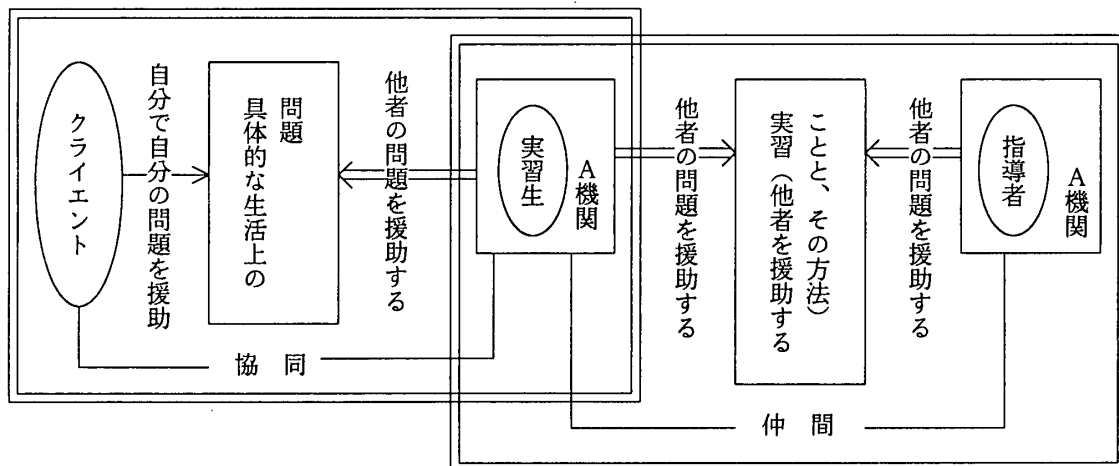 クライエント
自分で自分の問題を援助
具体的な生活上の
問題
他者の問題を援助する
実習生
A機関
協同
他者の問題を援助する
実習（他者を援助する
ことと、その方法）
他者の問題を援助する
指導者
A機関
仲間